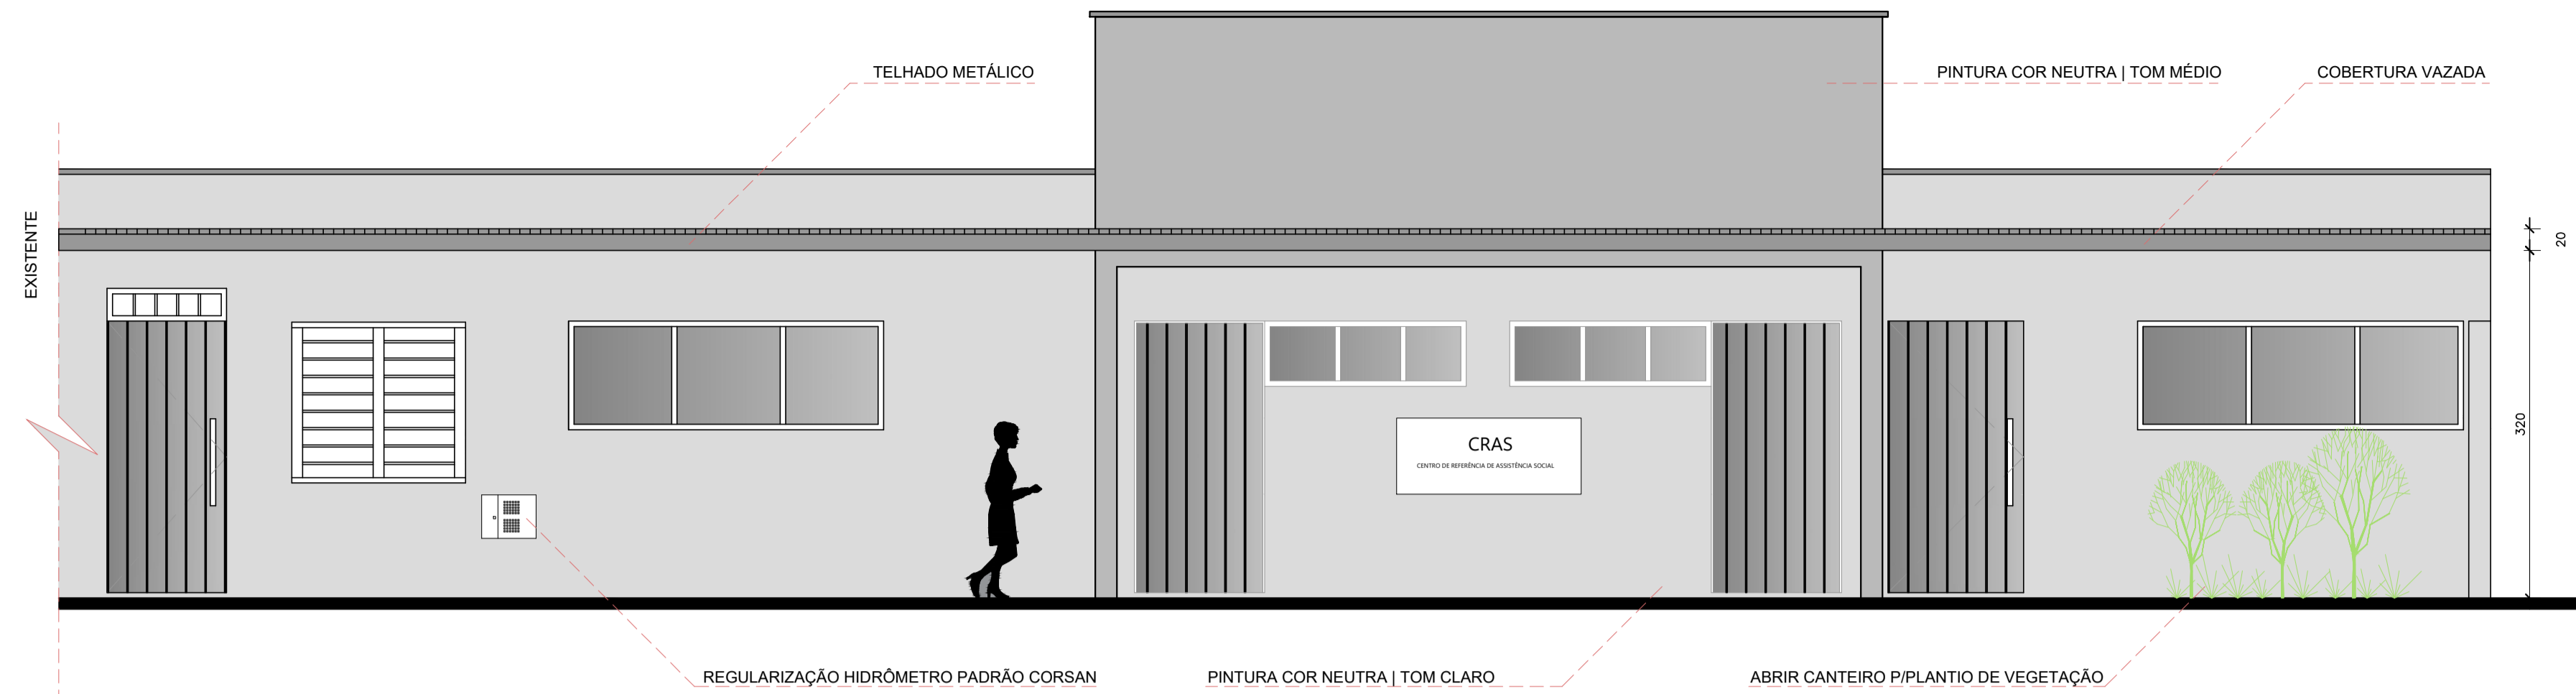 TELHADO METÁLICO
PINTURA COR NEUTRA | TOM MÉDIO
COBERTURA VAZADA
EXISTENTE
20
320
CRAS
CENTRO DE REFERÊNCIA DE ASSISTÊNCIA SOCIAL
REGULARIZAÇÃO HIDRÔMETRO PADRÃO CORSAN
PINTURA COR NEUTRA | TOM CLARO
ABRIR CANTEIRO P/PLANTIO DE VEGETAÇÃO